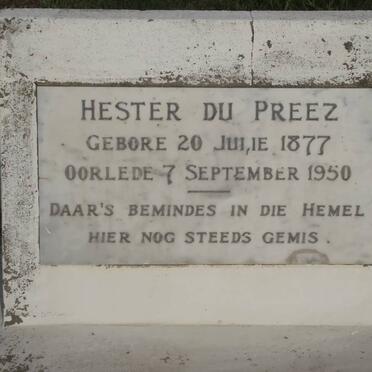 HESTER DU PREEZ
GEBORE 20 JULIE 1877
OORLEDE 7 SEPTEMBER 1950
DAAR'S BEMINDES IN DIE HEMEL
HIER NOG STEEDS GEMIS.